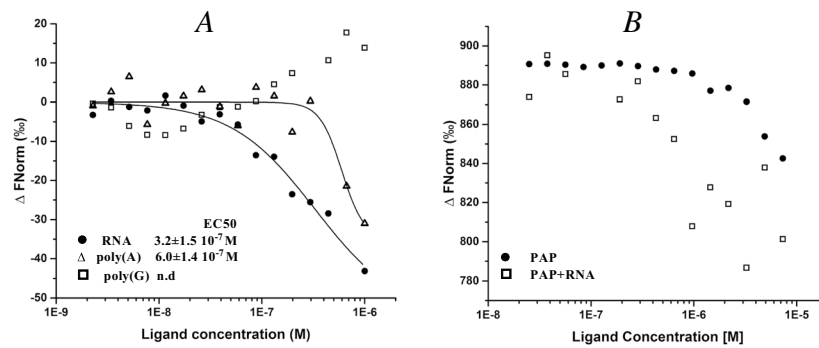 A
20
10
0
-10
-20
-30
-40
-50
Δ FNorm (‰)
EC50
● RNA 3.2±1.5 10⁻⁷ M
Δ poly(A) 6.0±1.4 10⁻⁷ M
□ poly(G) n.d
1E-9 1E-8 1E-7 1E-6
Ligand concentration (M)
B
900
880
860
840
820
800
780
Δ FNorm (‰)
● PAP
□ PAP+RNA
1E-8 1E-7 1E-6 1E-5
Ligand Concentration [M]